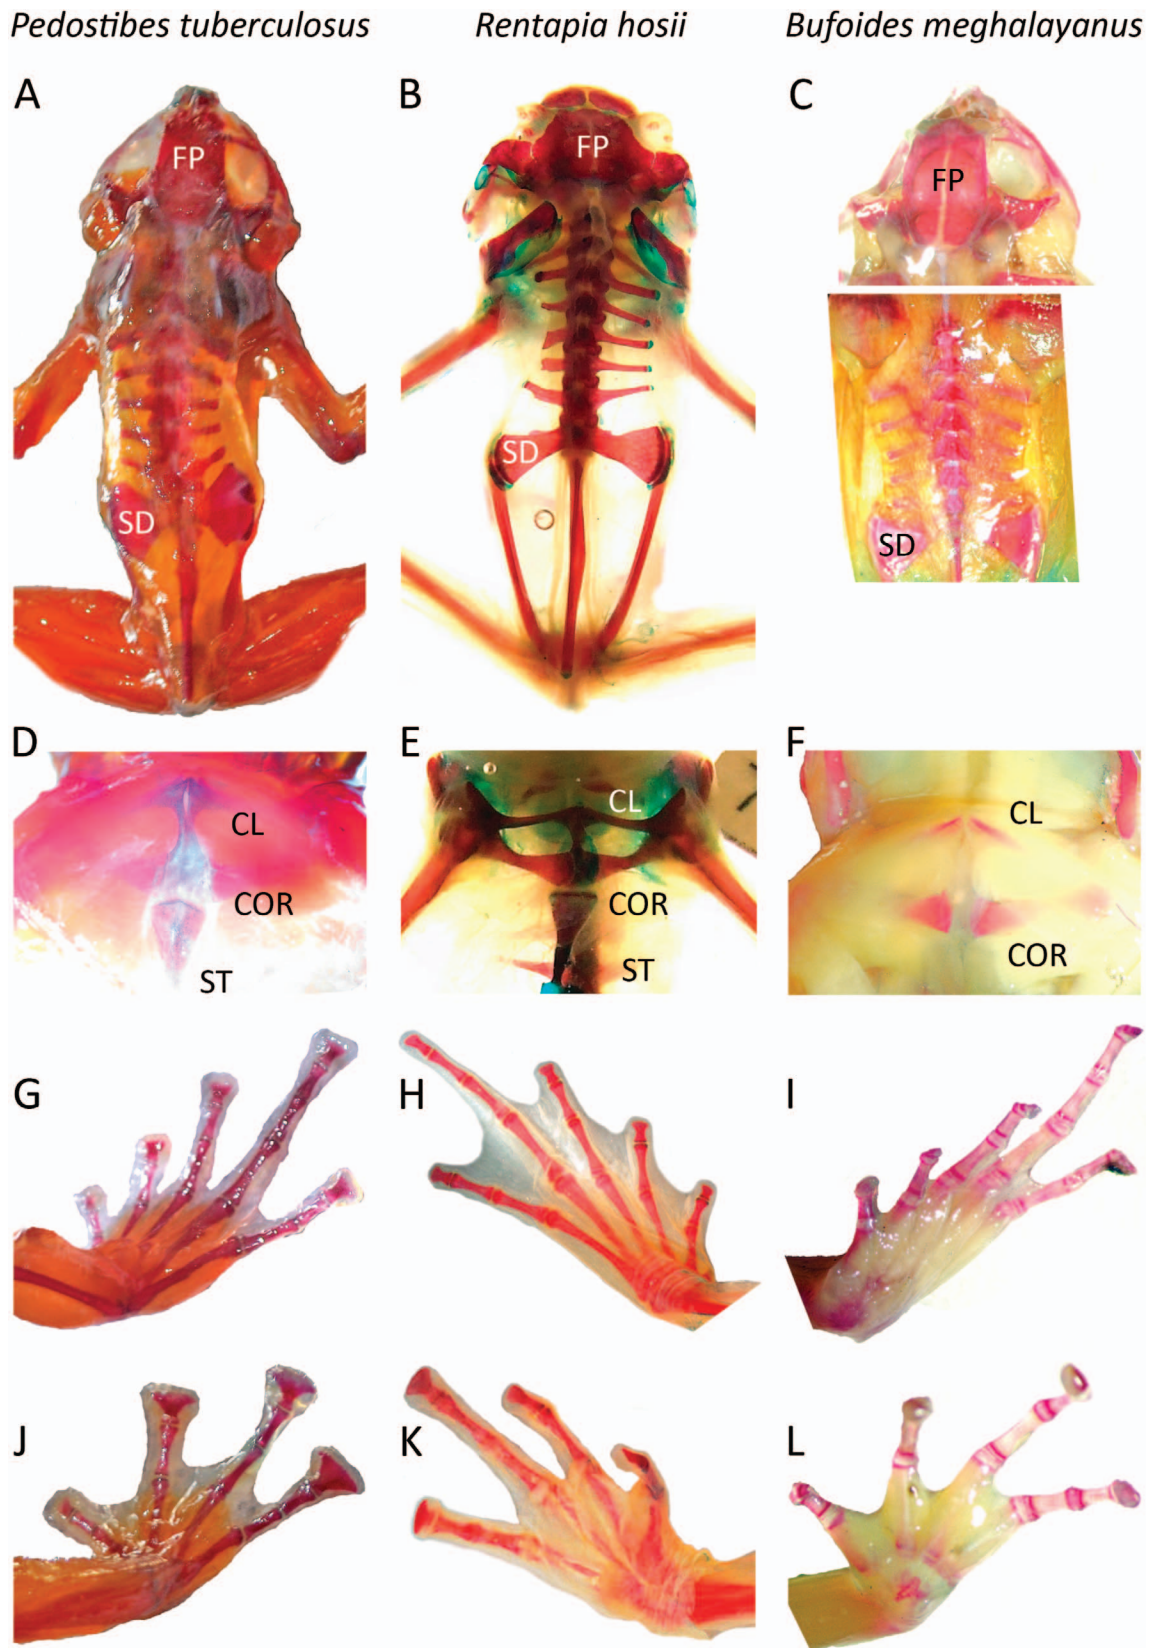 Pedostibes tuberculosus
Rentapia hosii
Bufoides meghalayanus
A
B
C
FP
FP
FP
SD
SD
SD
D
E
F
CL
CL
CL
COR
COR
COR
ST
ST
G
H
I
J
K
L